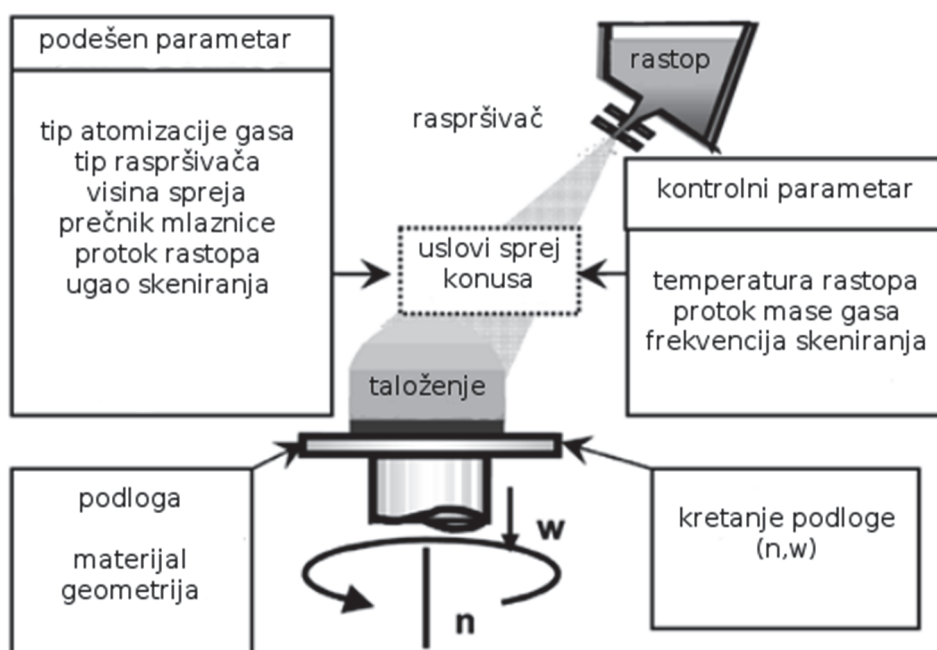 podešen parametar
tip atomizacije gasa
tip raspršivača
visina spreja
prečnik mlaznice
protok rastopa
ugao skeniranja
rastop
raspršivač
kontrolni parametar
temperatura rastopa
protok mase gasa
frekvencija skeniranja
uslovi sprej
konusa
taloženje
podloga
materijal
geometrija
kretanje podloge
(n,w)
w
n